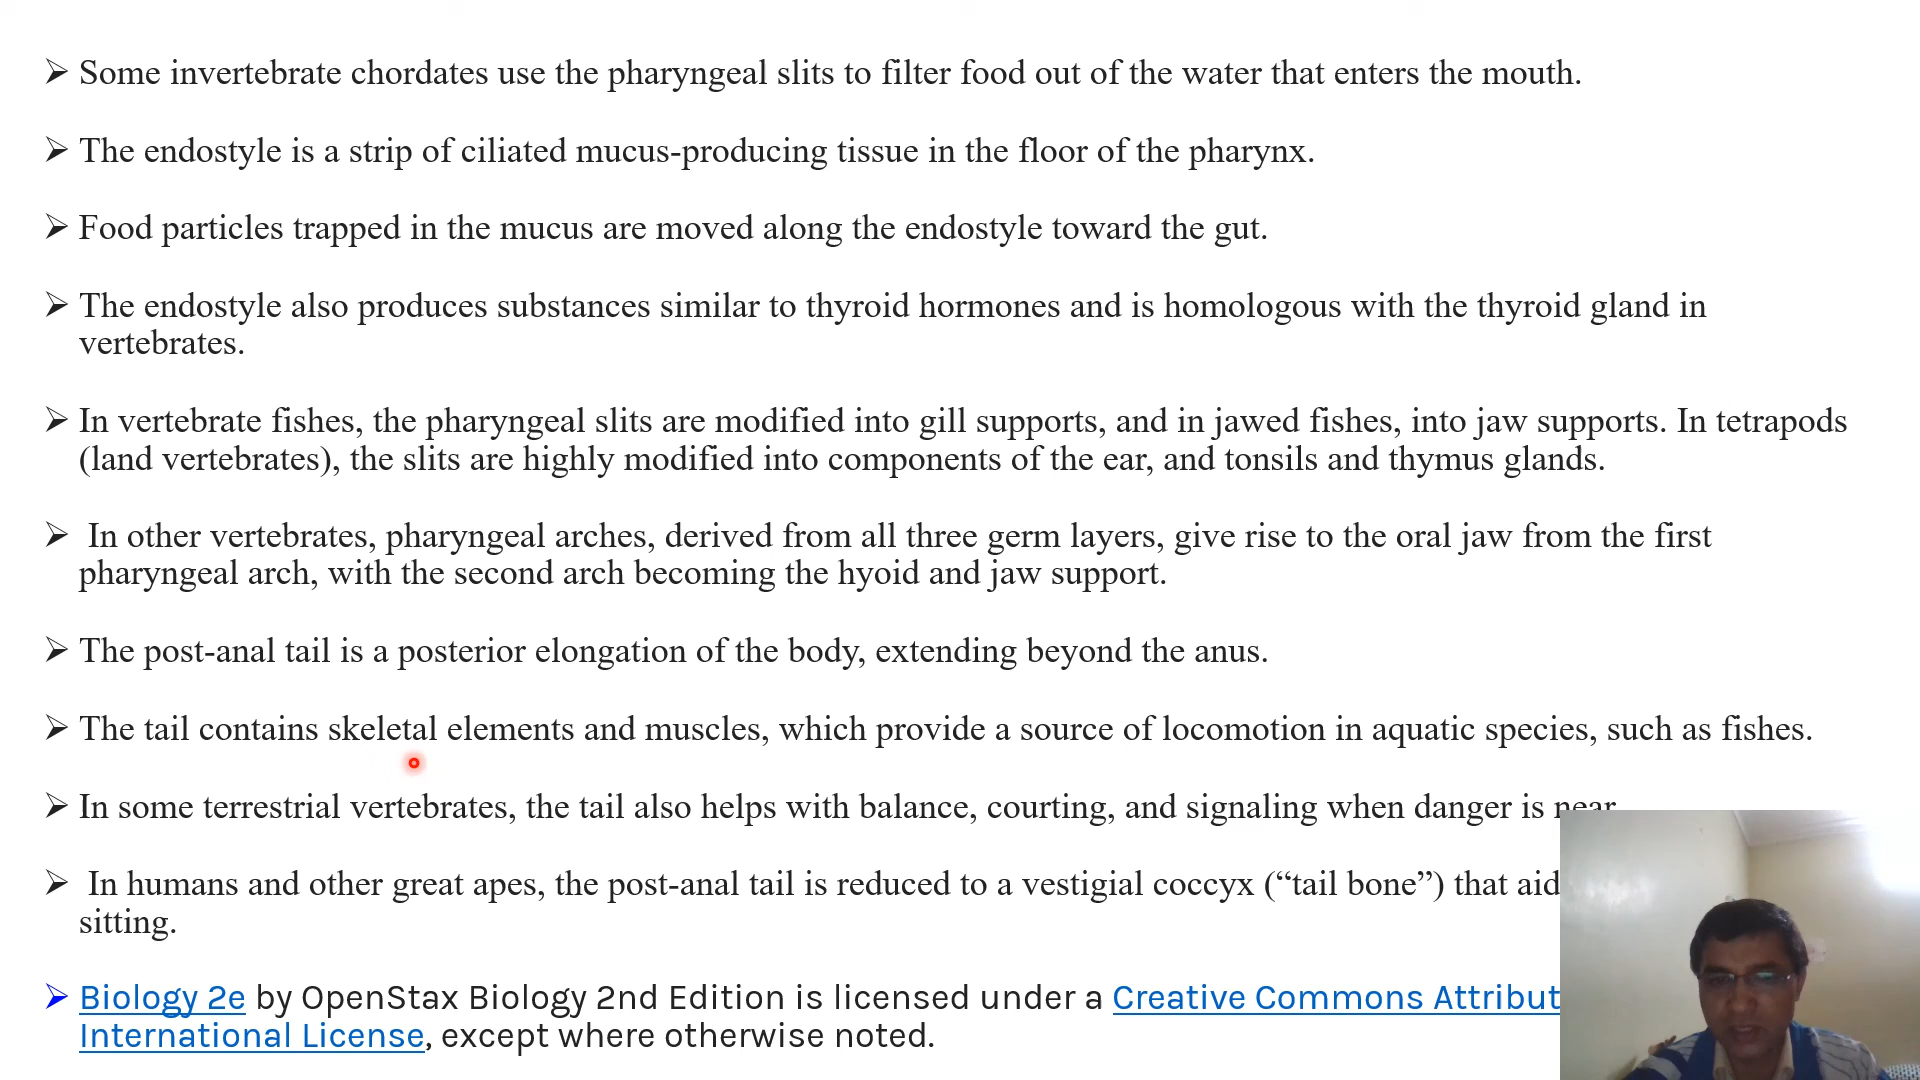 Some invertebrate chordates use the pharyngeal slits to filter food out of the water that enters the mouth.
The endostyle is a strip of ciliated mucus-producing tissue in the floor of the pharynx.
Food particles trapped in the mucus are moved along the endostyle toward the gut.
The endostyle also produces substances similar to thyroid hormones and is homologous with the thyroid gland in
vertebrates.
In vertebrate fishes, the pharyngeal slits are modified into gill supports, and in jawed fishes, into jaw supports. In tetrapods
(land vertebrates), the slits are highly modified into components of the ear, and tonsils and thymus glands.
In other vertebrates, pharyngeal arches, derived from all three germ layers, give rise to the oral jaw from the first
pharyngeal arch, with the second arch becoming the hyoid and jaw support.
The post-anal tail is a posterior elongation of the body, extending beyond the anus.
The tail contains skeletal elements and muscles, which provide a source of locomotion in aquatic species, such as fishes.
In some terrestrial vertebrates, the tail also helps with balance, courting, and signaling when danger is near
In humans and other great apes, the post-anal tail is reduced to a vestigial coccyx (“tail bone”) that aid
sitting.
Biology 2e by OpenStax Biology 2nd Edition is licensed under a Creative Commons Attribut
International License, except where otherwise noted.